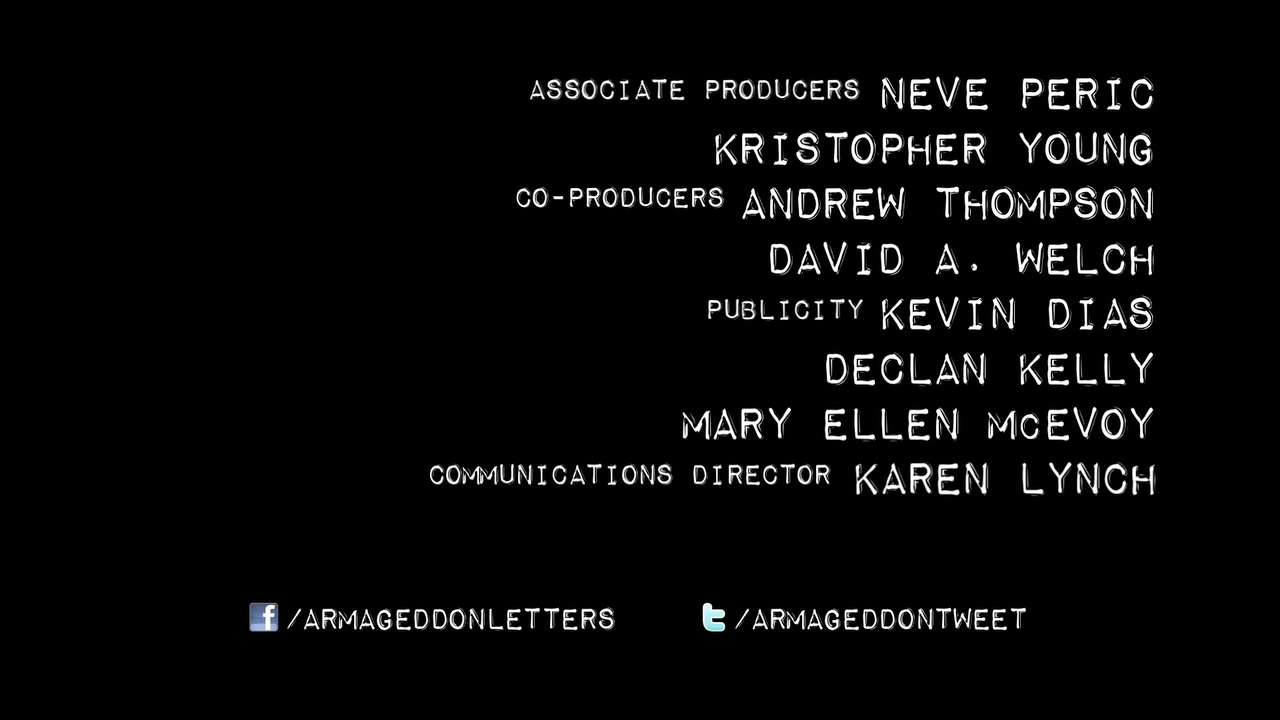 ASSOCIATE PRODUCERS NEVE PERIC
KRISTOPHER YOUNG
CO-PRODUCERS ANDREW THOMPSON
DAVID A. WELCH
PUBLICITY KEVIN DIAS
DECLAN KELLY
MARY ELLEN McEVOY
COMMUNICATIONS DIRECTOR KAREN LYNCH
f /ARMAGEDDONLETTERS t /ARMAGEDDONTWEET